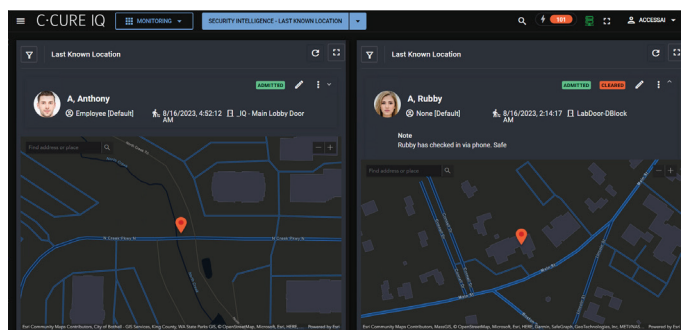 C•CURE IQ
MONITORING
SECURITY INTELLIGENCE - LAST KNOWN LOCATION
101
ACCESSAI
Last Known Location
ADMITTED
A, Anthony
Employee [Default]
8/16/2023, 4:52:12 AM
_IQ - Main Lobby Door
Find address or place
N Creek Pkwy N
Esri Community Maps Contributors, City of Bothell - GIS Services, King County, WA State Parks GIS, © OpenStreetMap, Microsoft, Esri, HERE...
Powered by Esri
Last Known Location
ADMITTED
CLEARED
A, Rubby
None [Default]
8/16/2023, 2:14:17 AM
LabDoor-DBlock
Note
Rubby has checked in via phone. Safe
Find address or place
Main St
Main St
Esri Community Maps Contributors, MassGIS, © OpenStreetMap, Microsoft, Esri, HERE, Garmin, SafeGraph, GeoTechnologies, Inc, METI/NAS...
Powered by Esri